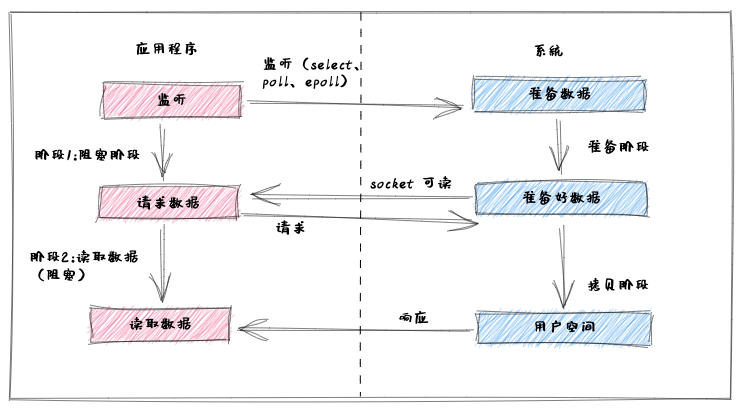 应用程序
系统
监听（select、
poll、epoll）
监听
准备数据
阶段1:阻塞阶段
准备阶段
socket 可读
请求数据
准备好数据
请求
阶段2:读取数据
（阻塞）
拷贝阶段
响应
读取数据
用户空间